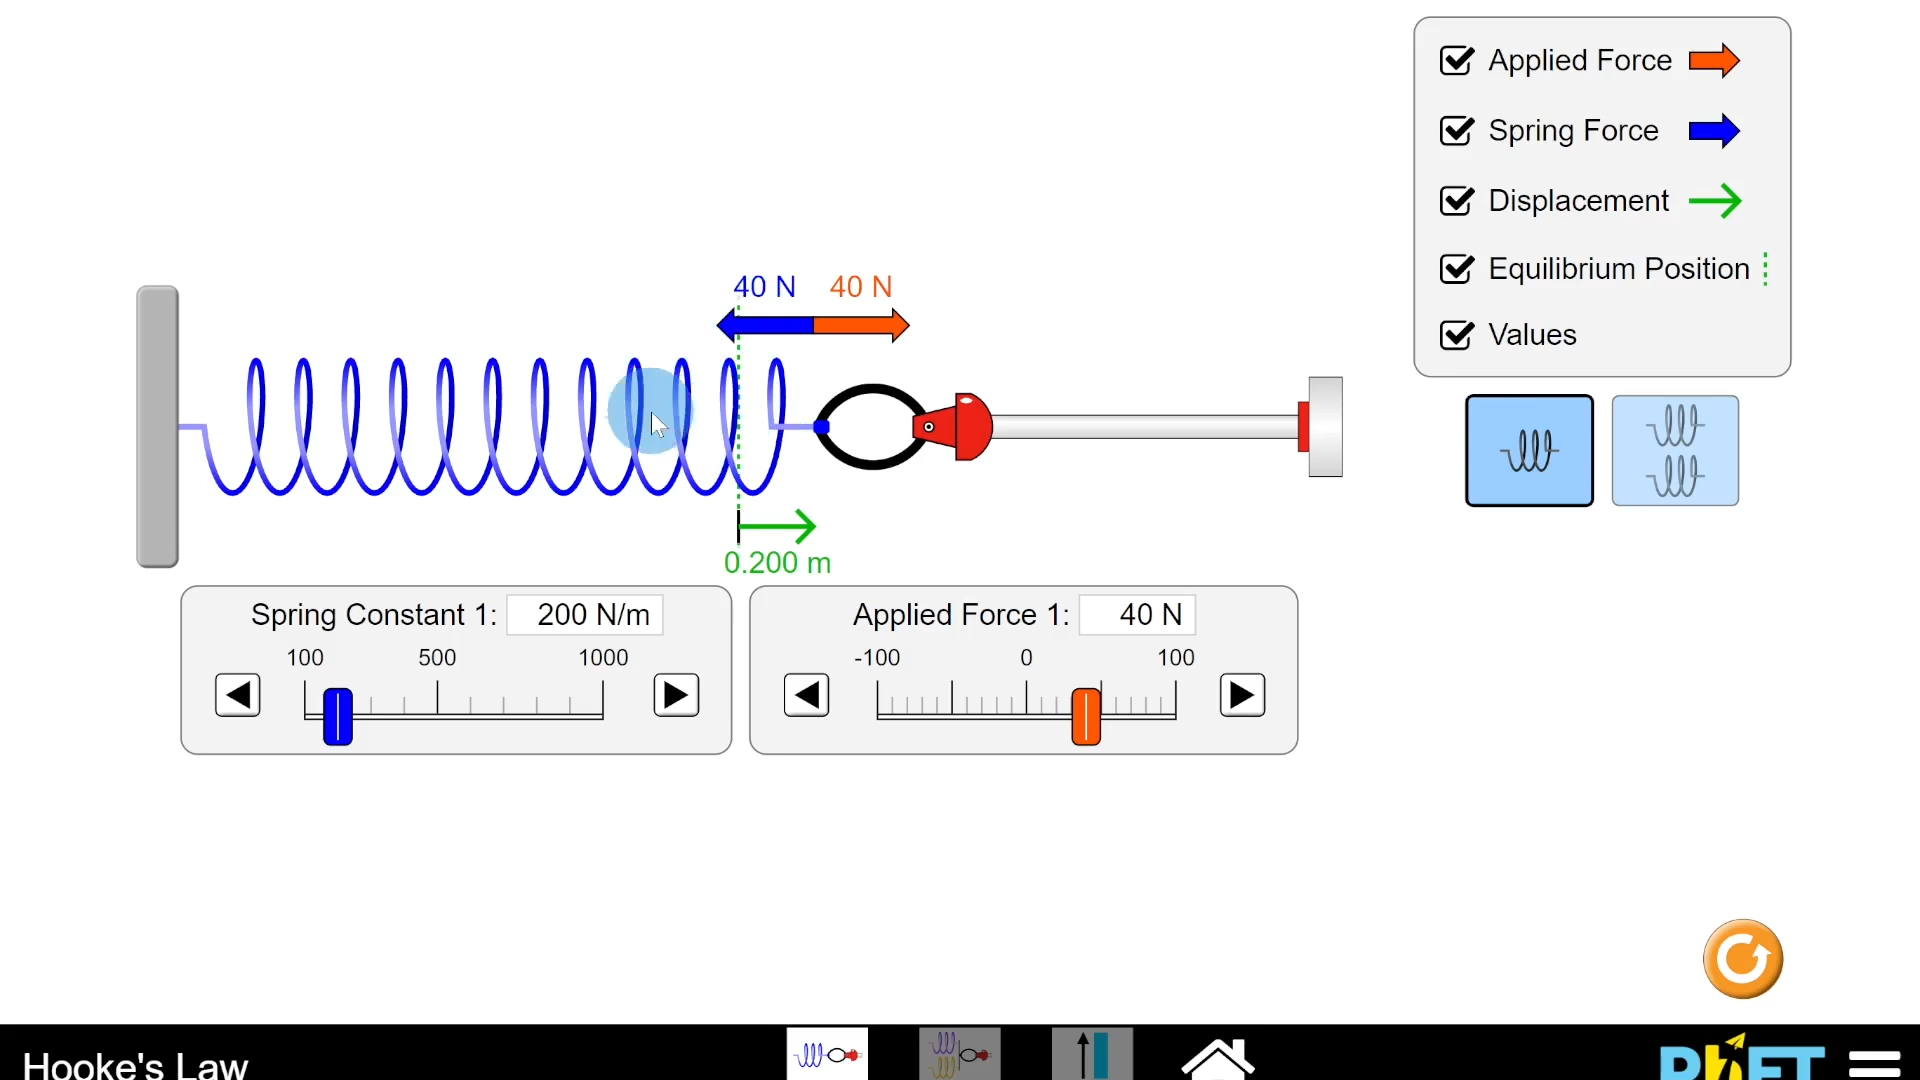 Applied Force
Spring Force
Displacement
Equilibrium Position
Values
40 N 40 N
0.200 m
Spring Constant 1: 200 N/m
100 500 1000
Applied Force 1: 40 N
-100 0 100
Hooke's Law
PhET